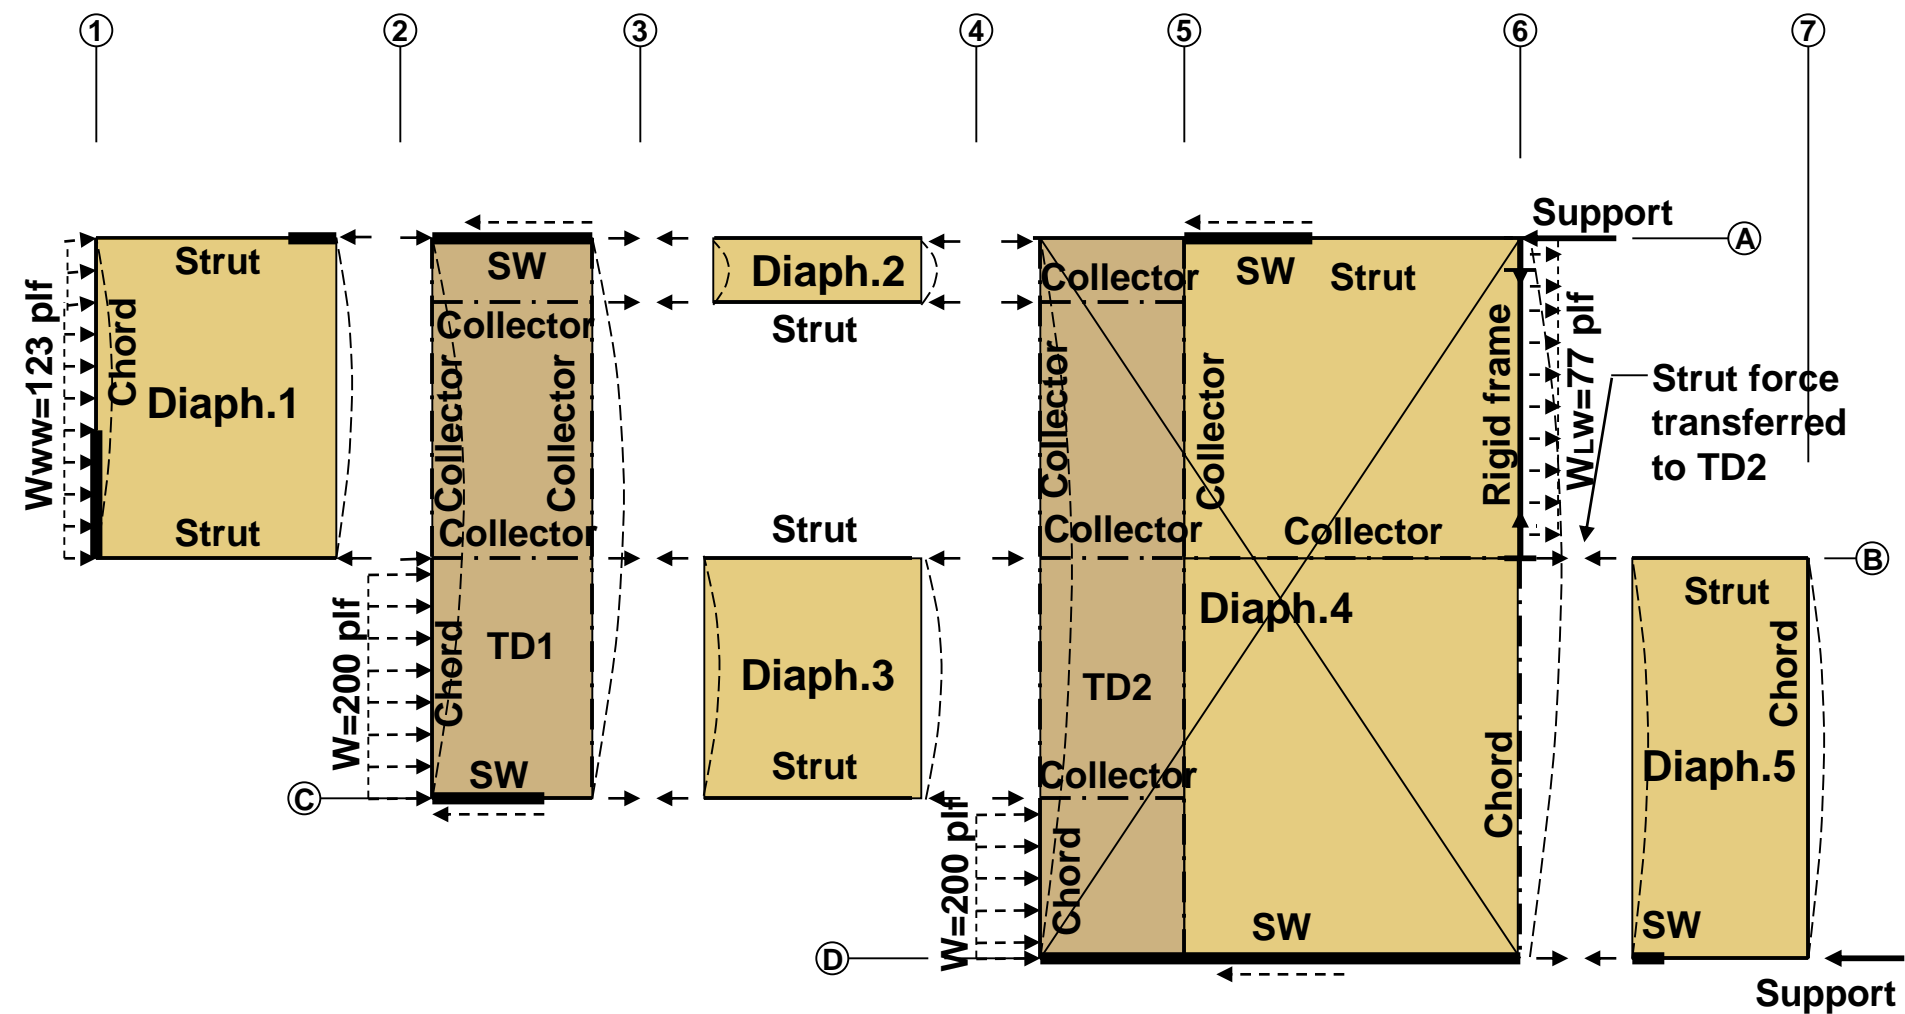 1
2
3
4
5
6
7
Support
A
Strut
SW
Diaph.2
Collector
SW
Strut
Www=123 plf
Chord
Collector
Strut
Rigid frame
WLW=77 plf
Strut force
transferred
to TD2
Diaph.1
Collector
Collector
Collector
Collector
Strut
Collector
Strut
Collector
Collector
B
W=200 plf
Chord
TD1
Diaph.3
TD2
Diaph.4
Strut
Chord
Diaph.5
Chord
SW
Strut
Collector
C
W=200 plf
Chord
SW
SW
D
Support